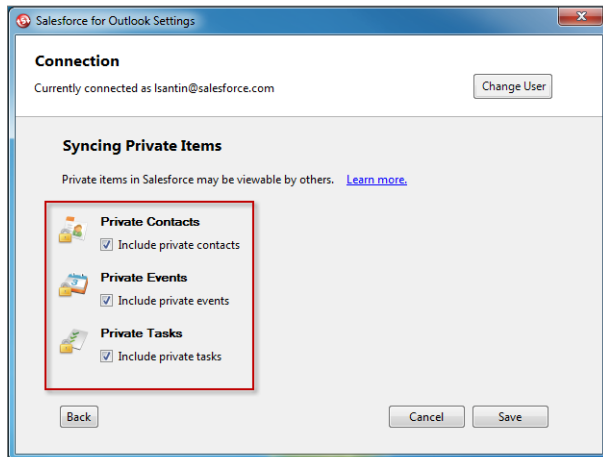 Salesforce for Outlook Settings
Connection
Currently connected as lsantin@salesforce.com
Change User
Syncing Private Items
Private items in Salesforce may be viewable by others. Learn more.
Private Contacts
Include private contacts
Private Events
Include private events
Private Tasks
Include private tasks
Back
Cancel
Save